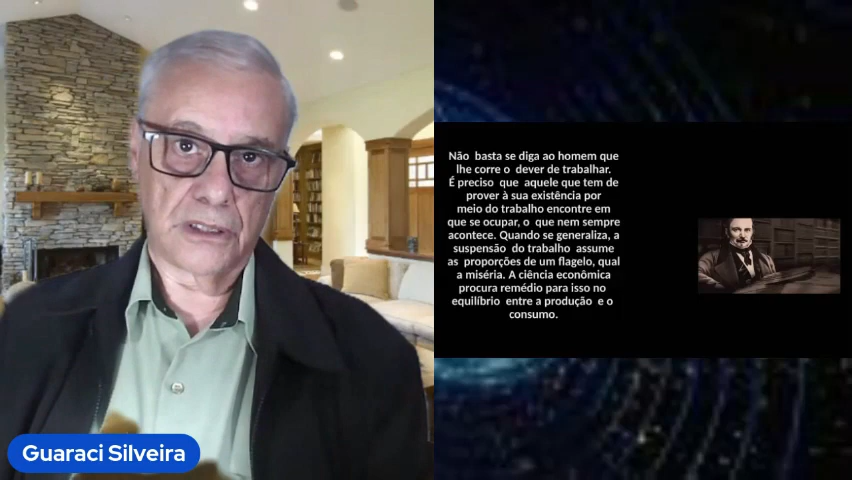 Não basta se diga ao homem que
lhe corre o dever de trabalhar.
É preciso que aquele que tem de
prover à sua existência por
meio do trabalho encontre em
que se ocupar, o que nem sempre
acontece. Quando se generaliza, a
suspensão do trabalho assume
as proporções de um flagelo, qual
a miséria. A ciência econômica
procura remédio para isso no
equilíbrio entre a produção e o
consumo.
Guaraci Silveira